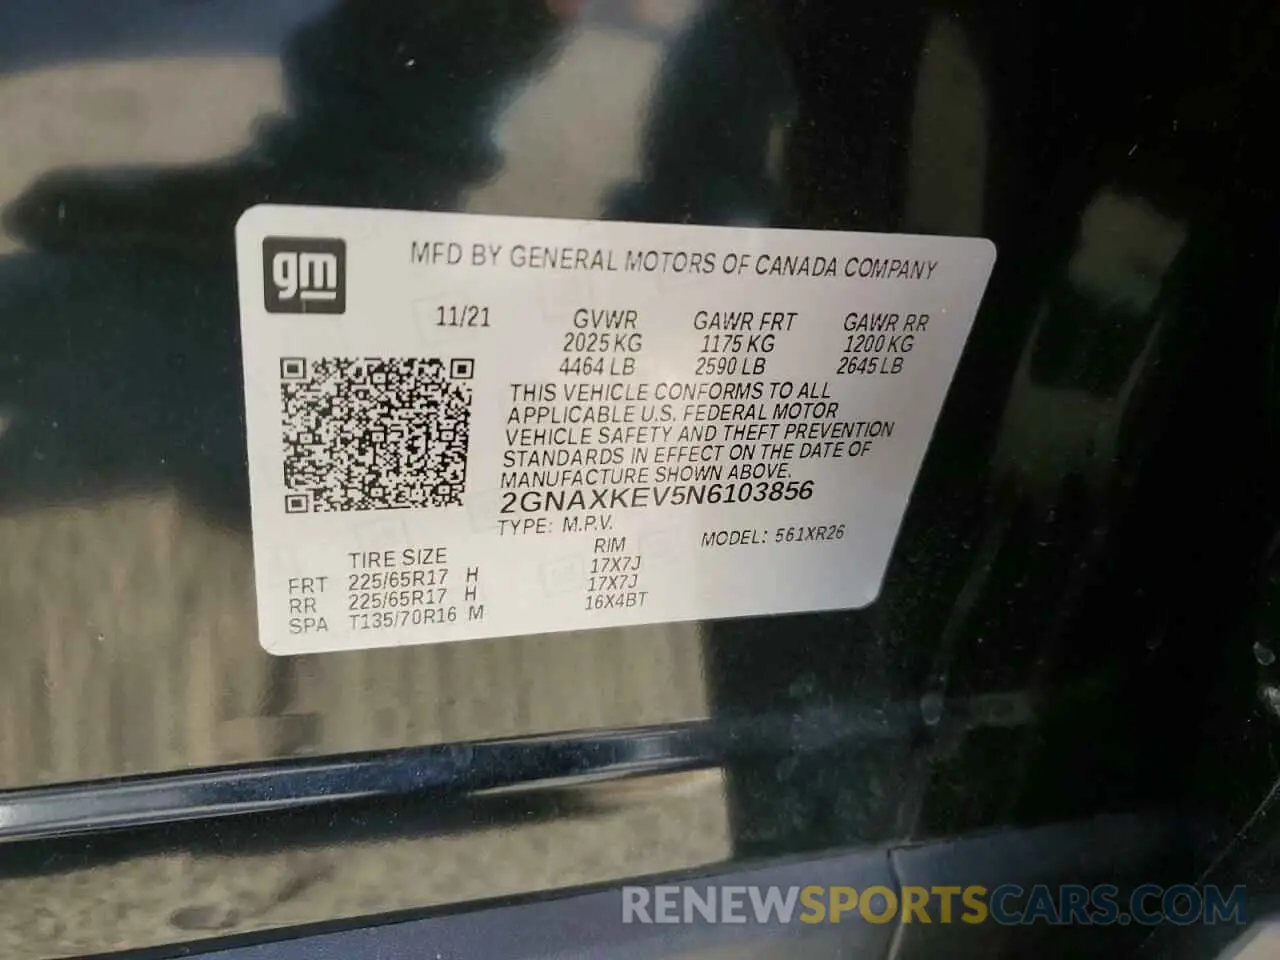 gm
MFD BY GENERAL MOTORS OF CANADA COMPANY
11/21 GVWR GAWR FRT GAWR RR
2025 KG 1175 KG 1200 KG
4464 LB 2590 LB 2645 LB
THIS VEHICLE CONFORMS TO ALL
APPLICABLE U.S. FEDERAL MOTOR
VEHICLE SAFETY AND THEFT PREVENTION
STANDARDS IN EFFECT ON THE DATE OF
MANUFACTURE SHOWN ABOVE.
2GNAXKEV5N6103856
TYPE: M.P.V. MODEL: 561XR26
TIRE SIZE RIM
FRT 225/65R17 H 17X7J
RR 225/65R17 H 17X7J
SPA T135/70R16 M 16X4BT
RENEWSPORTSCARS.COM